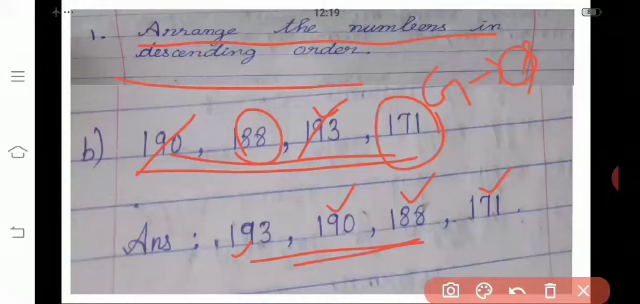 12:19
1. Arrange the numbers in
descending order.
b) 190, 188, 193, 171
Ans: 193, 190, 188, 171